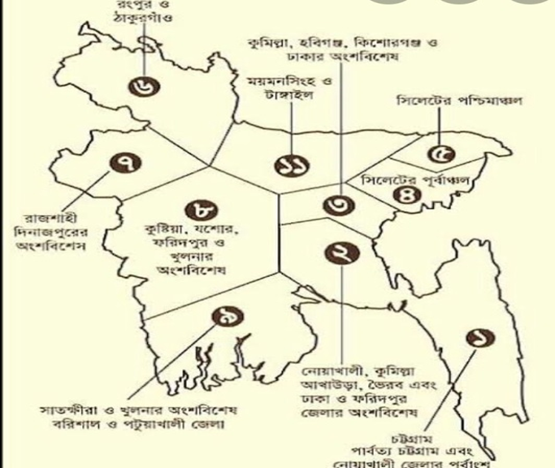 রংপুর ও
ঠাকুরগাঁও
৬
কুমিল্লা, হবিগঞ্জ, কিশোরগঞ্জ ও
ঢাকার অংশবিশেষ
ময়মনসিংহ ও
টাঙ্গাইল
১১
সিলেটের পশ্চিমাঞ্চল
৫
সিলেটের পূর্বাঞ্চল
৪
৭
রাজশাহী
দিনাজপুরের
অংশবিশেস
৮
কুষ্টিয়া, যশোর,
ফরিদপুর ও
খুলনার
অংশবিশেষ
৩
২
৯
১
সাতক্ষীরা ও খুলনার অংশবিশেষ
বরিশাল ও পটুয়াখালী জেলা
নোয়াখালী, কুমিল্লা
আখাউড়া, ভৈরব এবং
ঢাকা ও ফরিদপুর
জেলার অংশবিশেষ
চট্টগ্রাম
পার্বত্য চট্টগ্রাম এবং
নোয়াখালী জেলার পূর্বাংশ